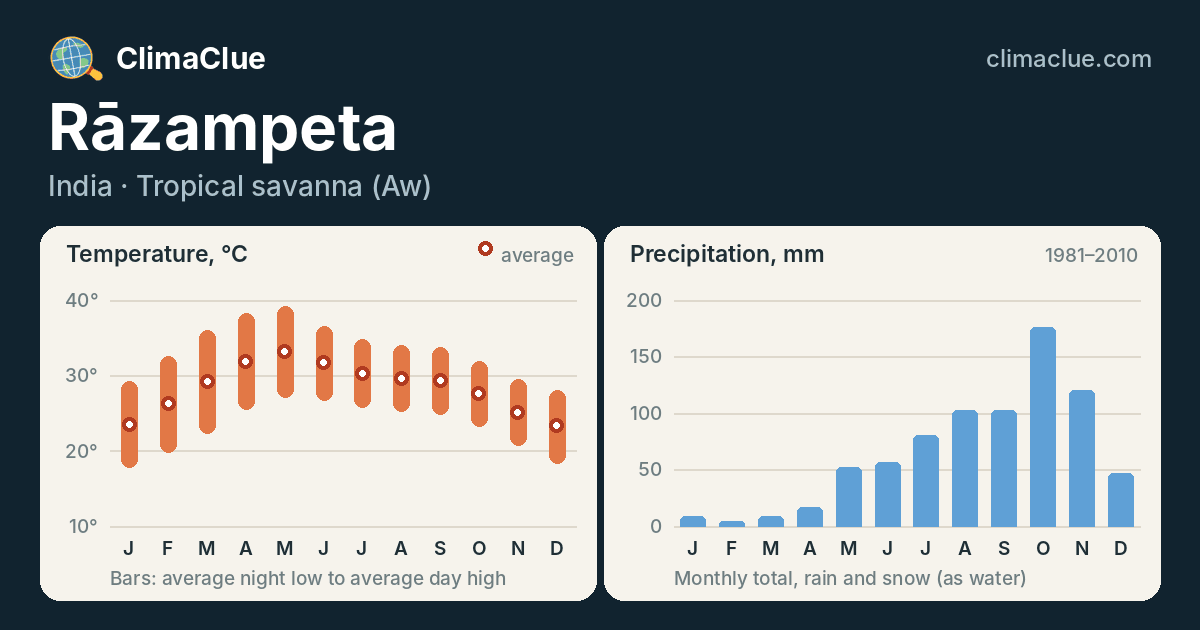 ClimaClue
climaclue.com
Rāzampeta
India · Tropical savanna (Aw)
Temperature, °C
average
40°
30°
20°
10°
J F M A M J J A S O N D
Bars: average night low to average day high
Precipitation, mm
1981–2010
200
150
100
50
0
J F M A M J J A S O N D
Monthly total, rain and snow (as water)